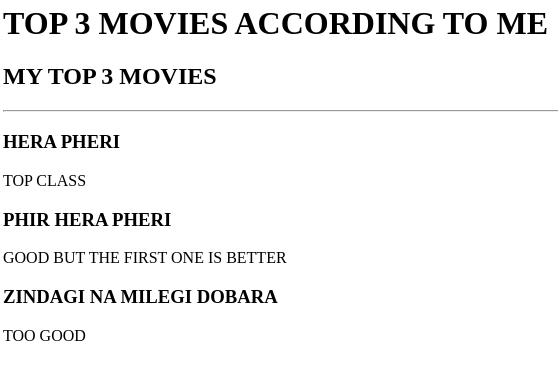 TOP 3 MOVIES ACCORDING TO ME
MY TOP 3 MOVIES
HERA PHERI
TOP CLASS
PHIR HERA PHERI
GOOD BUT THE FIRST ONE IS BETTER
ZINDAGI NA MILEGI DOBARA
TOO GOOD